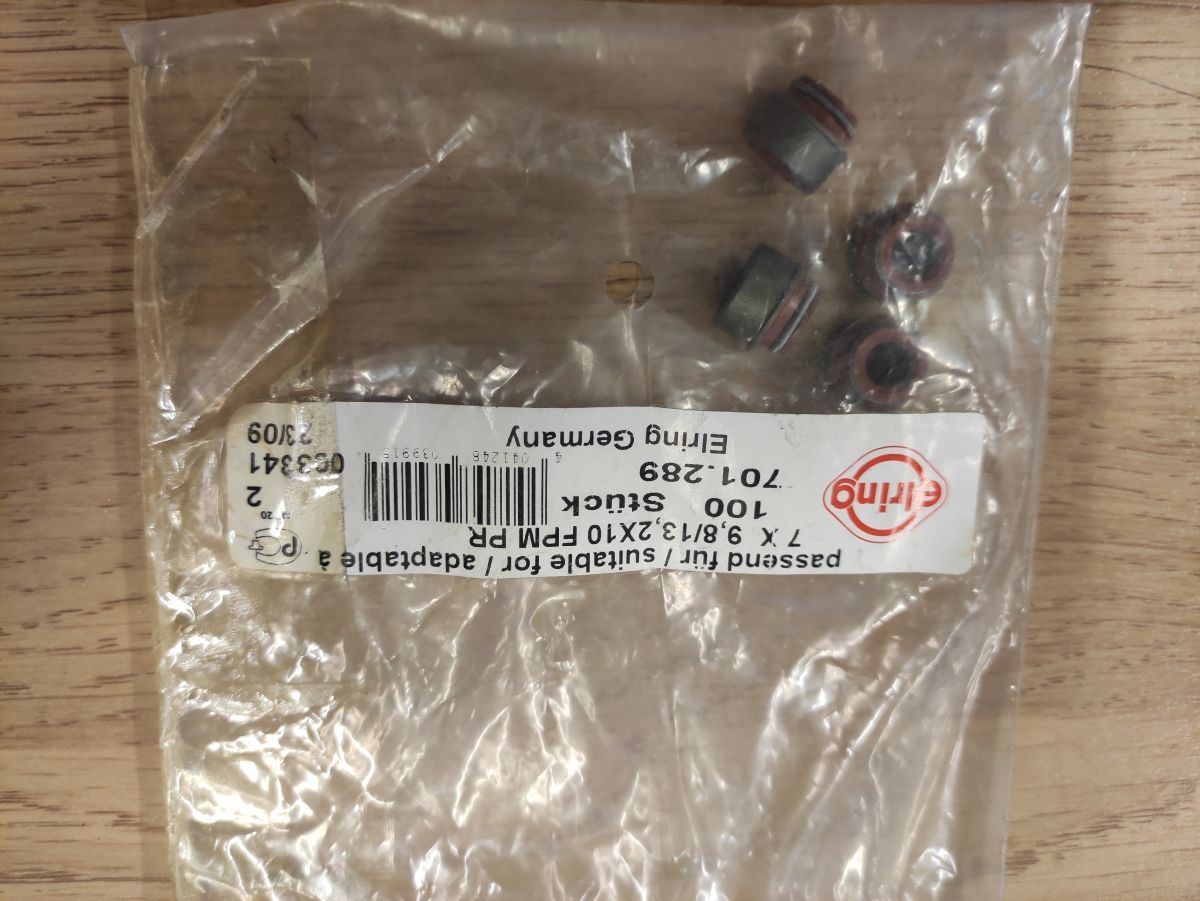 passend für / suitable for / adaptable à
7 X 9,8/13,2X10 FPM PR
100 Stück
701.289
Elring Germany
elring
4 041248 039915
P
2
093341
23/09